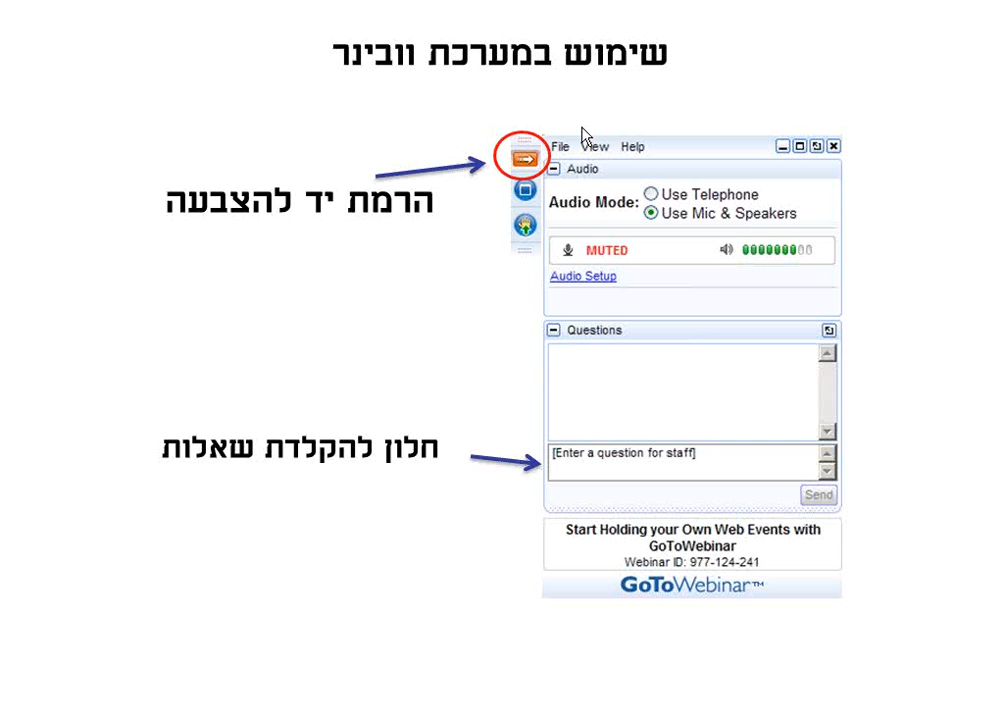 שימוש במערכת וובינר
File View Help
Audio
הרמת יד להצבעה
Audio Mode: Use Telephone
Use Mic & Speakers
MUTED
Audio Setup
Questions
חלון להקלדת שאלות
[Enter a question for staff]
Send
Start Holding your Own Web Events with
GoToWebinar
Webinar ID: 977-124-241
GoToWebinar™